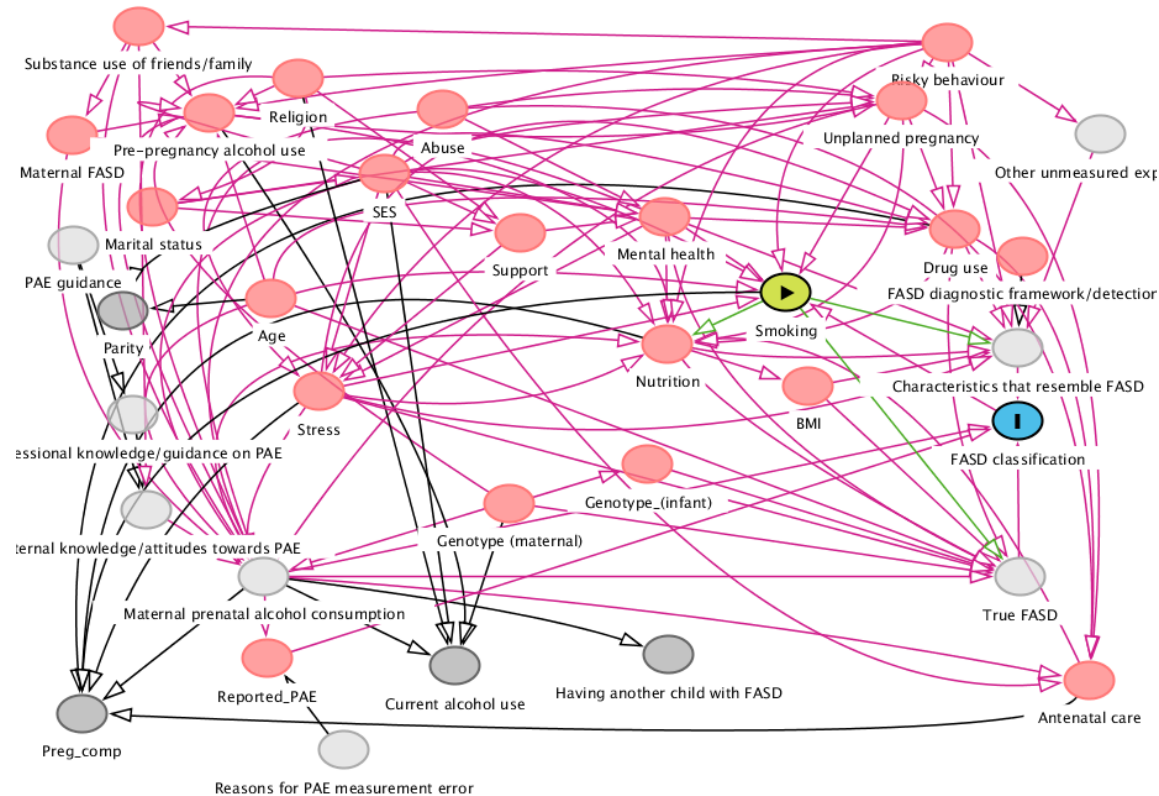 Substance use of friends/family
Risky behaviour
Religion
Pre-pregnancy alcohol use
Abuse
Unplanned pregnancy
Maternal FASD
Other unmeasured exp
SES
Marital status
Support
Mental health
Drug use
PAE guidance
FASD diagnostic framework/detection
Parity
Age
Smoking
Nutrition
Characteristics that resemble FASD
BMI
Stress
essional knowledge/guidance on PAE
FASD classification
Genotype_(infant)
Genotype (maternal)
ternal knowledge/attitudes towards PAE
Maternal prenatal alcohol consumption
True FASD
Reported_PAE
Current alcohol use
Having another child with FASD
Antenatal care
Preg_comp
Reasons for PAE measurement error